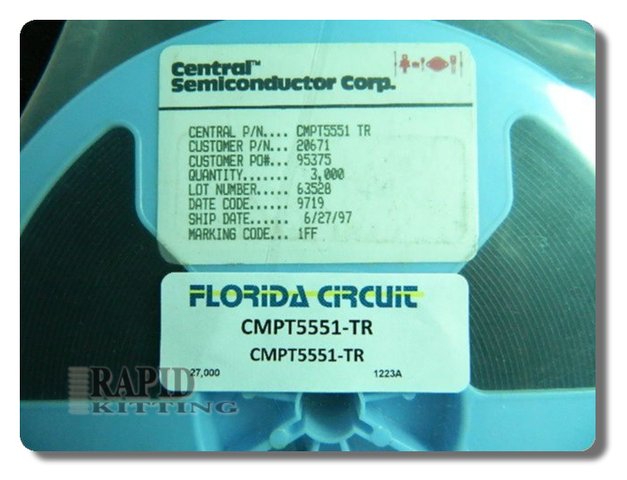 Central™
Semiconductor Corp.
CENTRAL P/N.... CMPT5551 TR
CUSTOMER P/N... 20671
CUSTOMER PO#... 95375
QUANTITY....... 3,000
LOT NUMBER..... 63528
DATE CODE...... 9719
SHIP DATE...... 6/27/97
MARKING CODE... 1FF
FLORIDA CIRCUIT
CMPT5551-TR
CMPT5551-TR
27,000 1223A
RAPID
KITTING